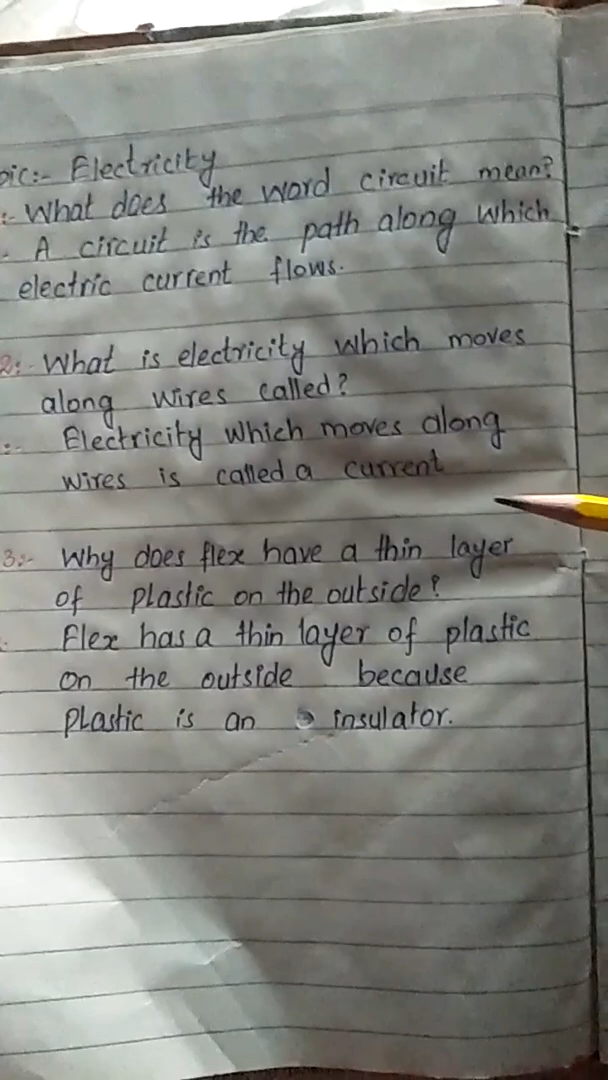 pic:- Electricity
:- What does the word circuit mean?
- A circuit is the path along which
electric current flows.
2:- What is electricity which moves
along wires called?
:- Electricity which moves along
wires is called a current
3:- Why does flex have a thin layer
of plastic on the outside?
Flex has a thin layer of plastic
on the outside because
plastic is an insulator.